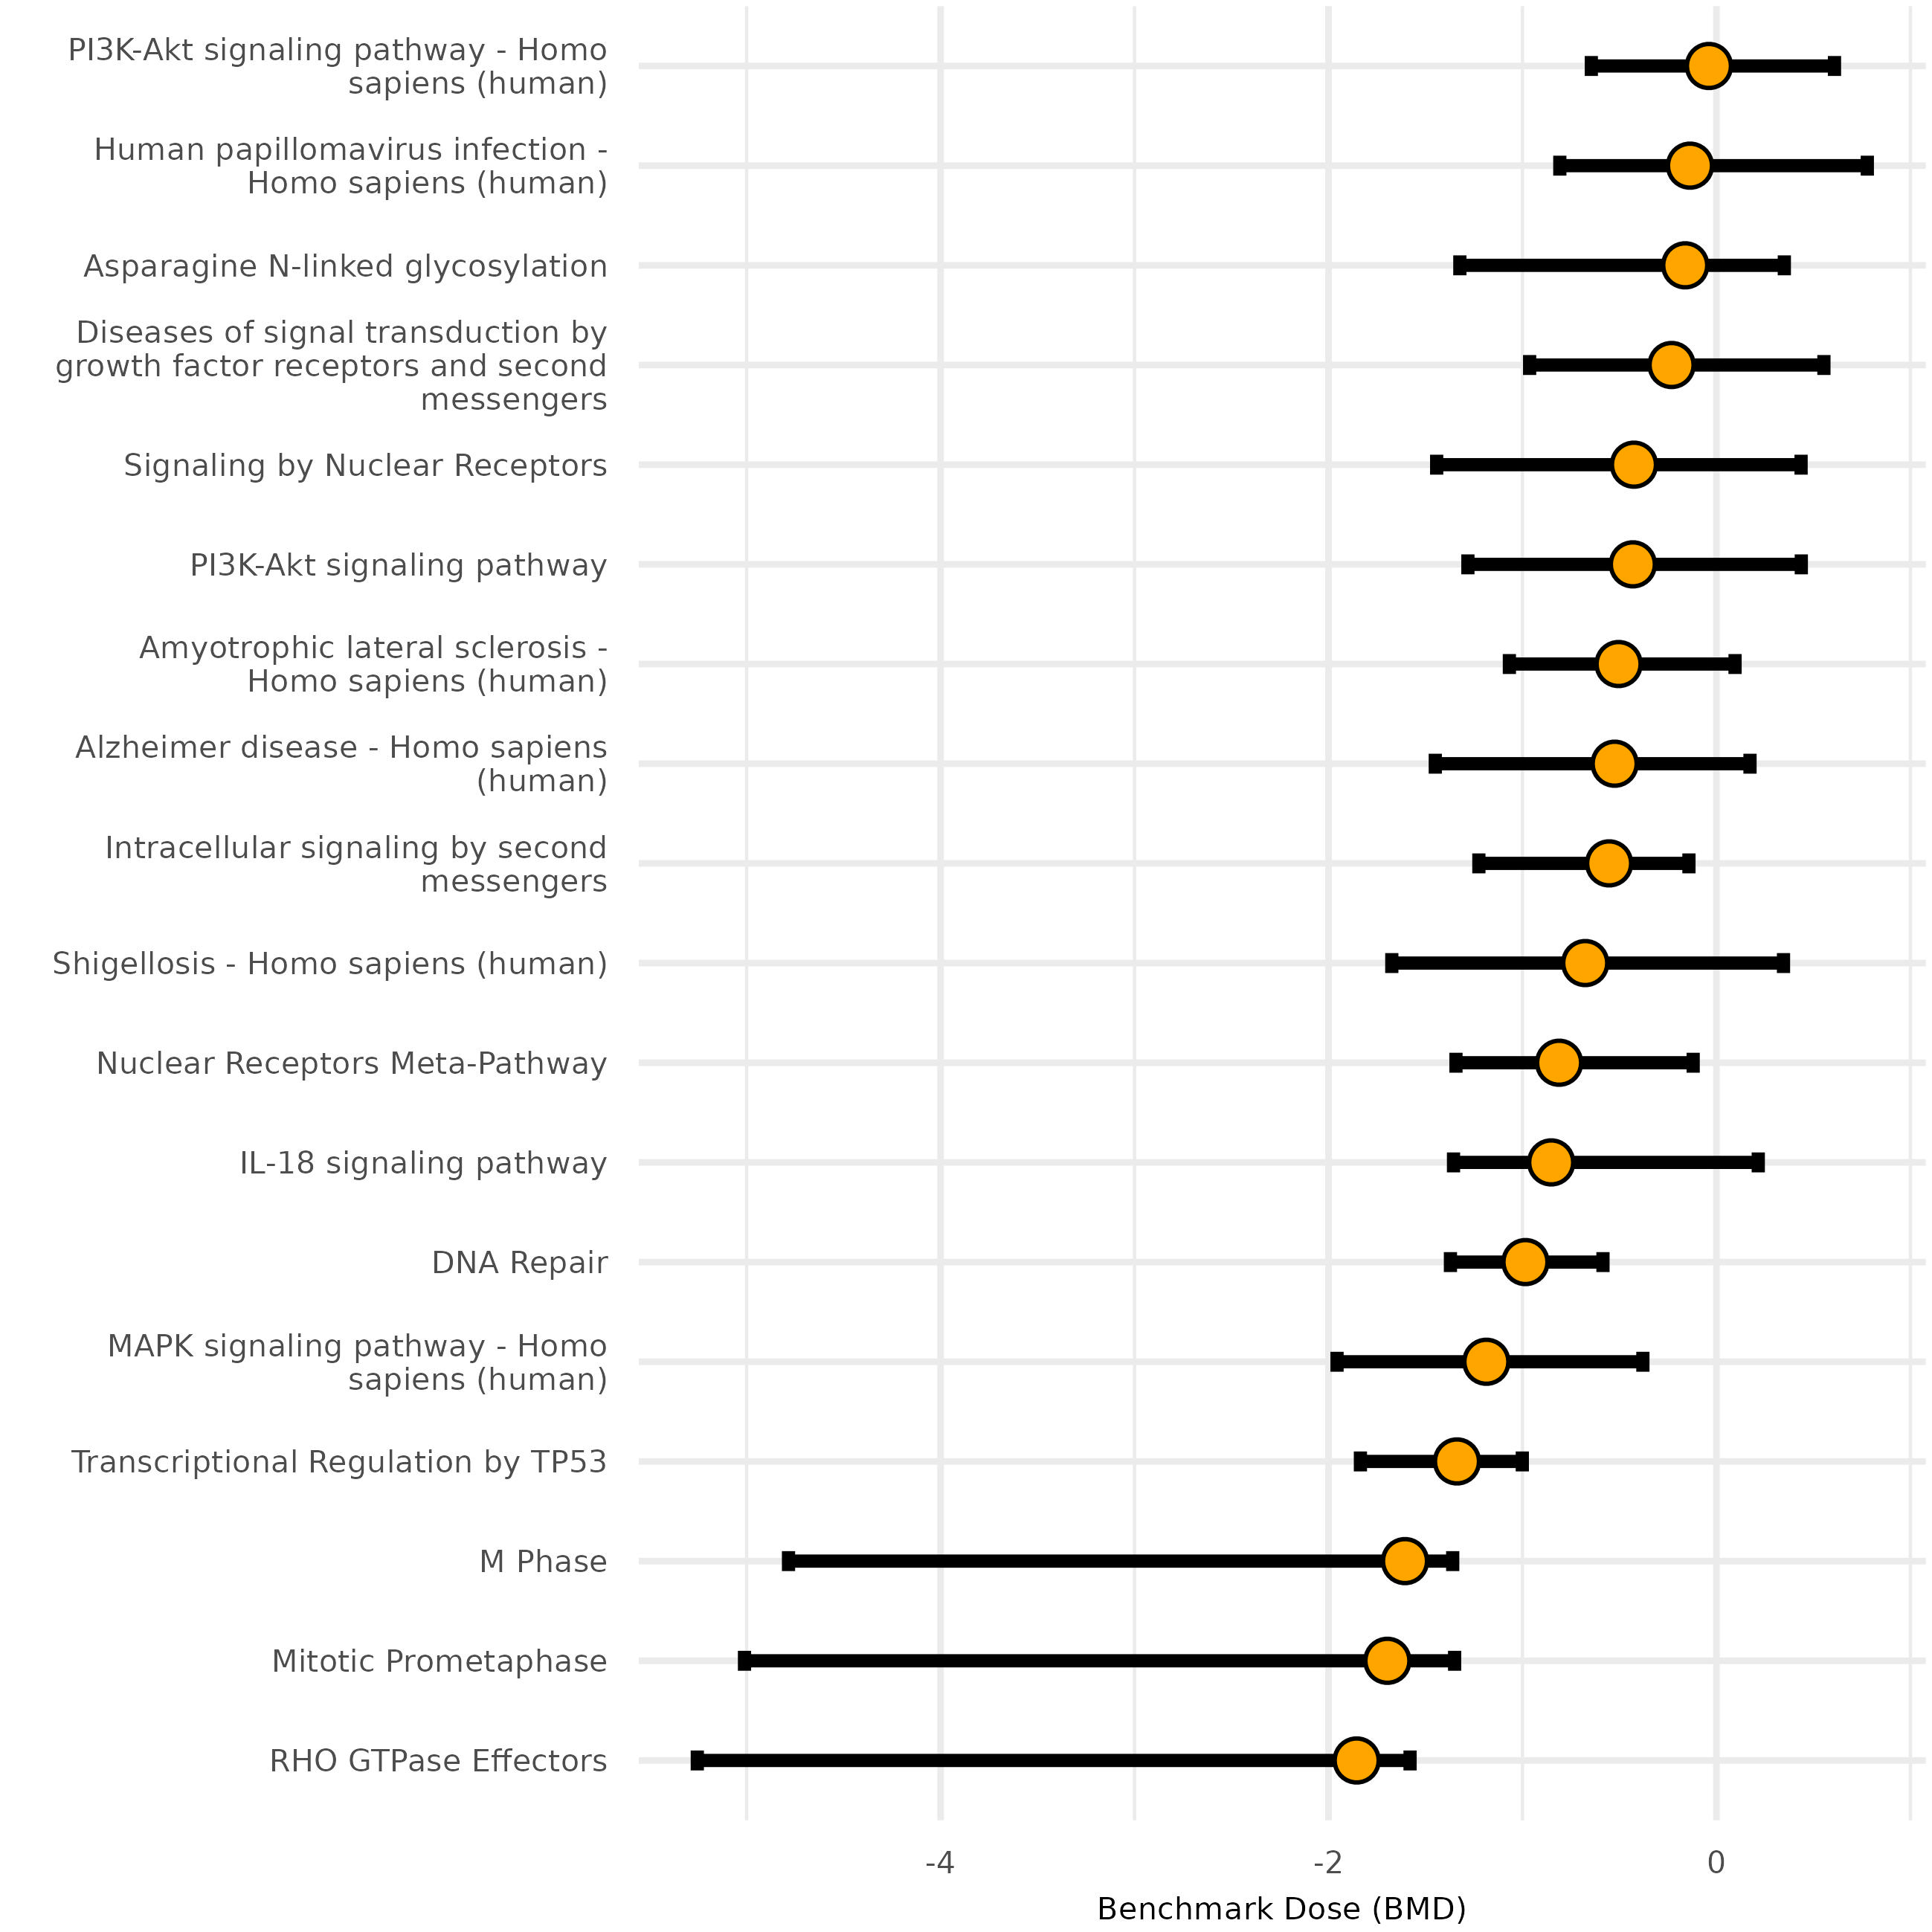 PI3K-Akt signaling pathway - Homo
sapiens (human)
Human papillomavirus infection -
Homo sapiens (human)
Asparagine N-linked glycosylation
Diseases of signal transduction by
growth factor receptors and second
messengers
Signaling by Nuclear Receptors
PI3K-Akt signaling pathway
Amyotrophic lateral sclerosis -
Homo sapiens (human)
Alzheimer disease - Homo sapiens
(human)
Intracellular signaling by second
messengers
Shigellosis - Homo sapiens (human)
Nuclear Receptors Meta-Pathway
IL-18 signaling pathway
DNA Repair
MAPK signaling pathway - Homo
sapiens (human)
Transcriptional Regulation by TP53
M Phase
Mitotic Prometaphase
RHO GTPase Effectors
-4 -2 0
Benchmark Dose (BMD)